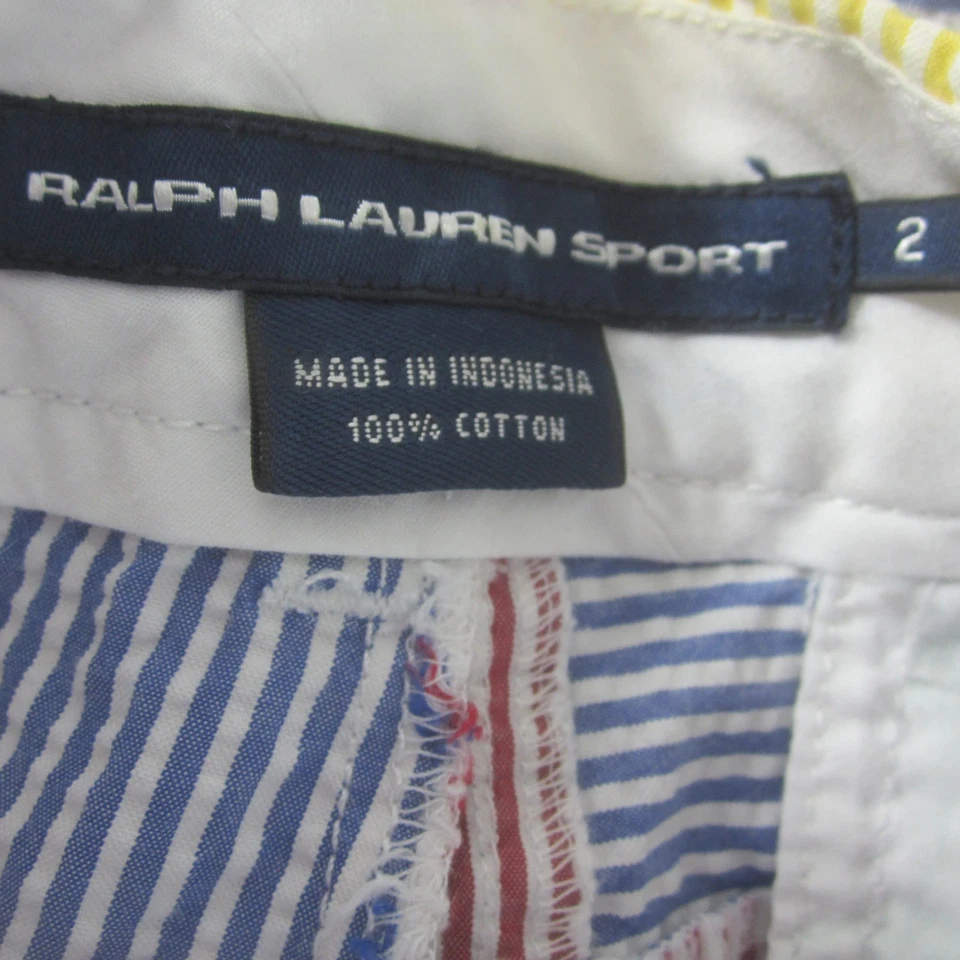 RALPH LAUREN SPORT
2
MADE IN INDONESIA
100% COTTON